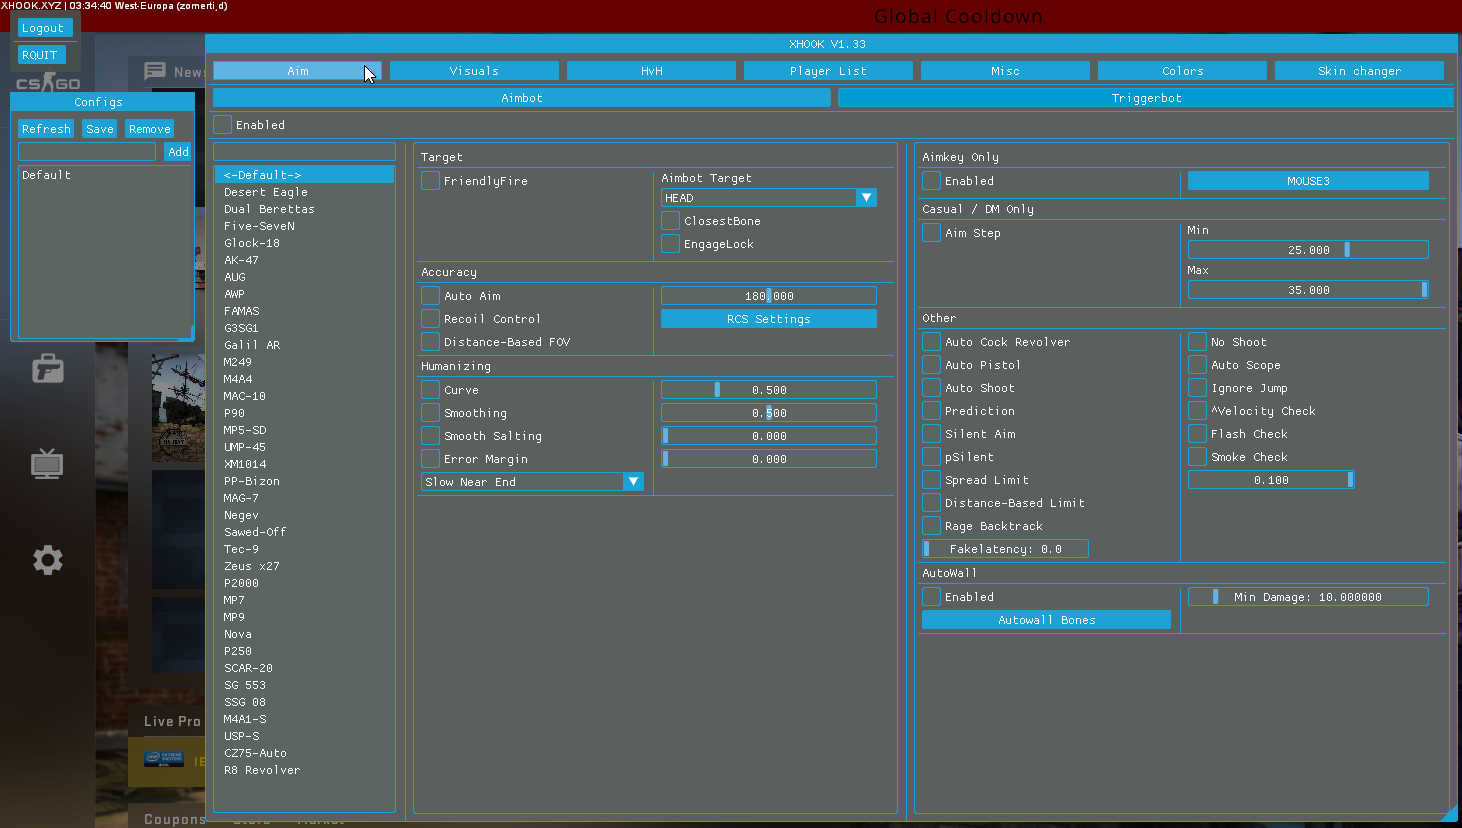 XHOOK.XYZ | 03:34:40 West-Europa (zomerti,d)
Global Cooldown
Logout
RQUIT
CS:GO
News
Configs
Refresh Save Remove
Add
Default
XHOOK V1.33
Aim Visuals HvH Player List Misc Colors Skin changer
Aimbot Triggerbot
Enabled
<-Default->
Desert Eagle
Dual Berettas
Five-SeveN
Glock-18
AK-47
AUG
AWP
FAMAS
G3SG1
Galil AR
M249
M4A4
MAC-10
P90
MP5-SD
UMP-45
XM1014
PP-Bizon
MAG-7
Negev
Sawed-Off
Tec-9
Zeus x27
P2000
MP7
MP9
Nova
P250
SCAR-20
SG 553
SSG 08
M4A1-S
USP-S
CZ75-Auto
R8 Revolver
Target
FriendlyFire
Aimbot Target
HEAD
ClosestBone
EngageLock
Accuracy
Auto Aim 180.000
Recoil Control RCS Settings
Distance-Based FOV
Humanizing
Curve 0.500
Smoothing 0.500
Smooth Salting 0.000
Error Margin 0.000
Slow Near End
Aimkey Only
Enabled MOUSE3
Casual / DM Only
Aim Step
Min
25.000
Max
35.000
Other
Auto Cock Revolver No Shoot
Auto Pistol Auto Scope
Auto Shoot Ignore Jump
Prediction ^Velocity Check
Silent Aim Flash Check
pSilent Smoke Check
Spread Limit 0.100
Distance-Based Limit
Rage Backtrack
Fakelatency: 0.0
AutoWall
Enabled Min Damage: 10.000000
Autowall Bones
Live Pro
IE
Coupons Store Market